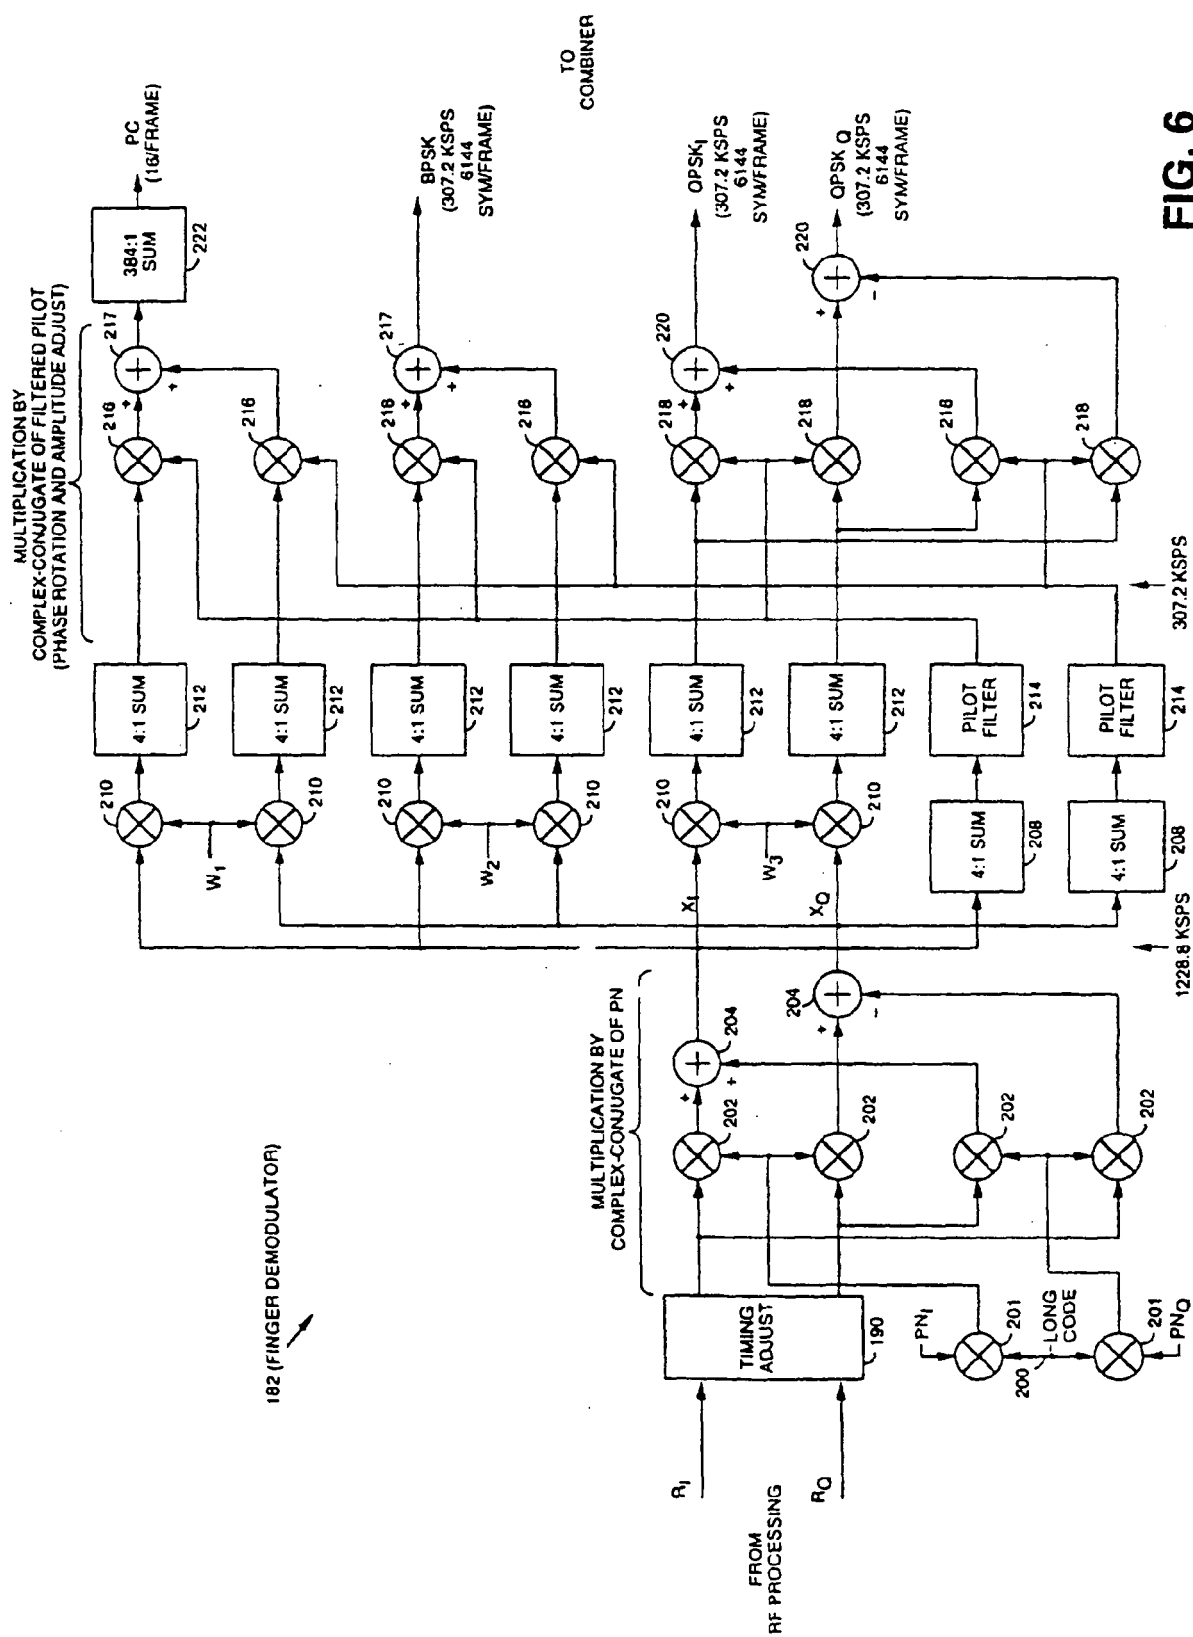 MULTIPLICATION BY
COMPLEX-CONJUGATE OF FILTERED PILOT
(PHASE ROTATION AND AMPLITUDE ADJUST)
384:1
SUM
222
PC
(16/FRAME)
217
216
216
4:1 SUM
212
4:1 SUM
212
210
210
W1
BPSK
(307.2 KSPS
6144
SYM/FRAME)
217
216
216
4:1 SUM
212
4:1 SUM
212
210
210
W2
TO
COMBINER
QPSKI
(307.2 KSPS
6144
SYM/FRAME)
QPSKQ
(307.2 KSPS
6144
SYM/FRAME)
220
220
218
218
218
218
4:1 SUM
212
4:1 SUM
212
210
210
W3
XI
XQ
PILOT
FILTER
214
PILOT
FILTER
214
4:1 SUM
208
4:1 SUM
208
307.2 KSPS
1228.8 KSPS
182 (FINGER DEMODULATOR)
MULTIPLICATION BY
COMPLEX-CONJUGATE OF PN
204
204
202
202
202
202
TIMING
ADJUST
190
PNI
201
200
LONG
CODE
201
PNQ
RI
RQ
FROM
RF PROCESSING
FIG. 6